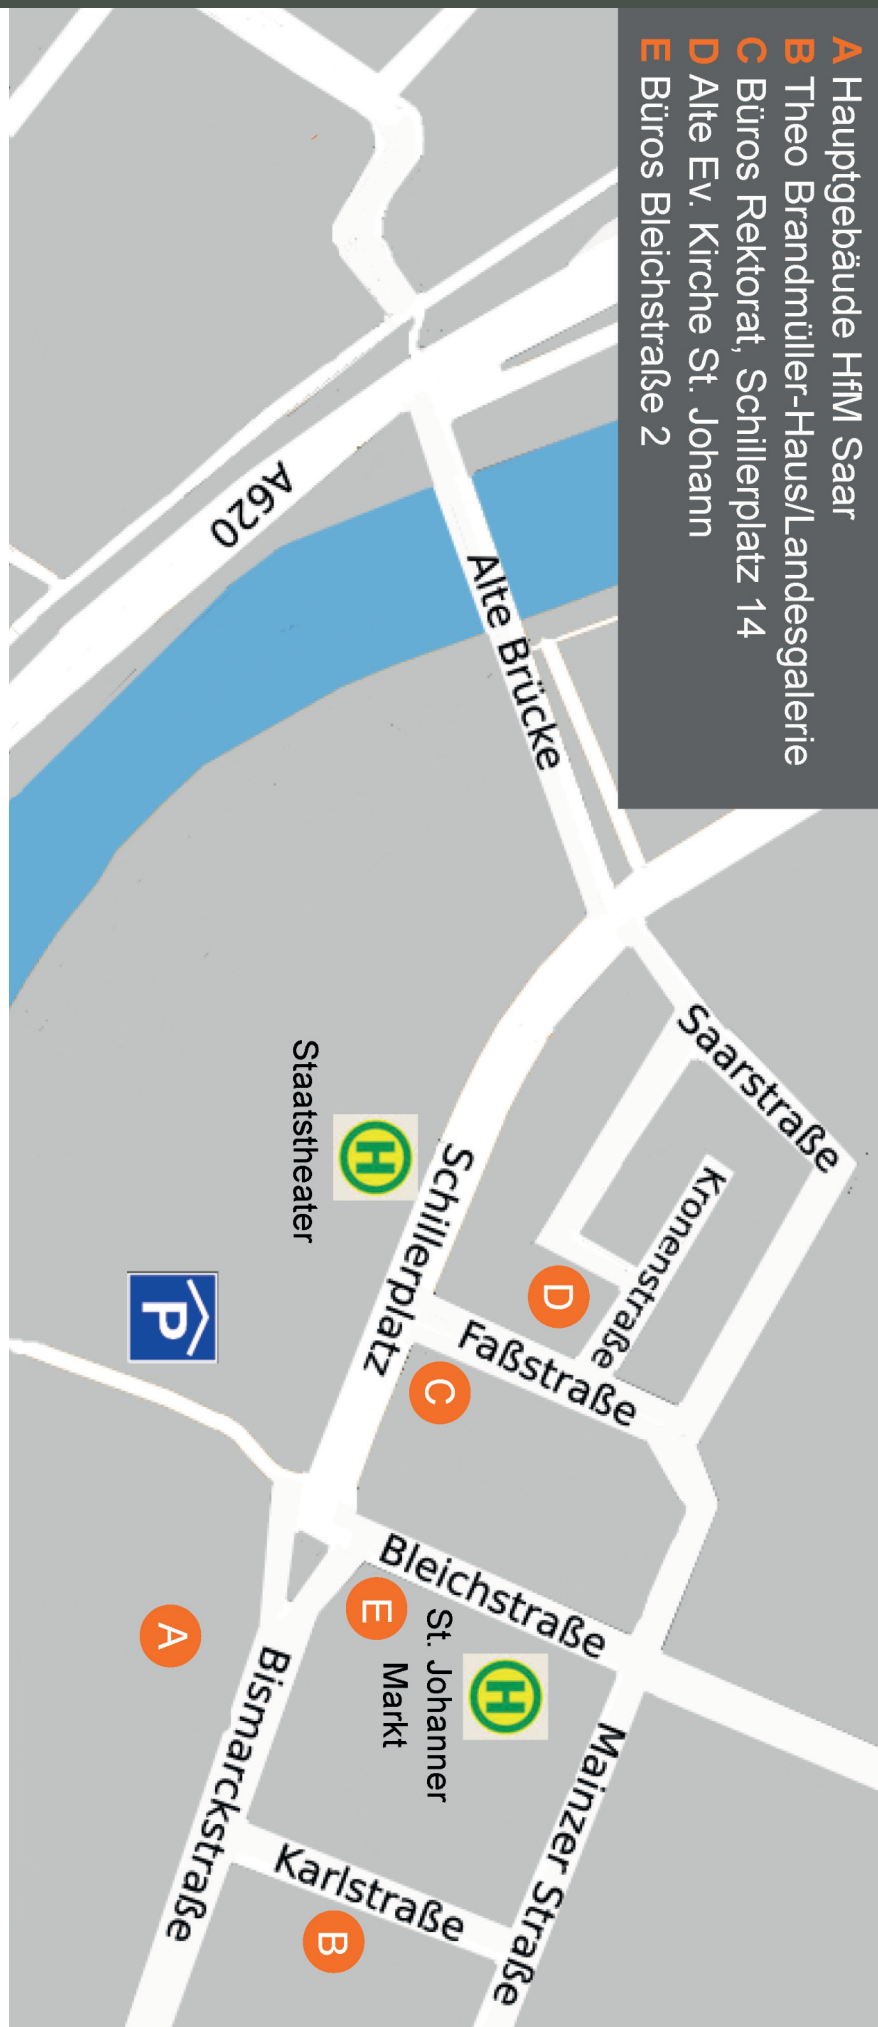 A Hauptgebäude HfM Saar
B Theo Brandmüller-Haus/Landesgalerie
C Büros Rektorat, Schillerplatz 14
D Alte Ev. Kirche St. Johann
E Büros Bleichstraße 2
A620
Alte Brücke
Saarstraße
Kronenstraße
D
Faßstraße
C
Schillerplatz
H
Staatstheater
P
Bleichstraße
E
H
St. Johanner
Markt
Mainzer Straße
A
Bismarckstraße
Karlstraße
B